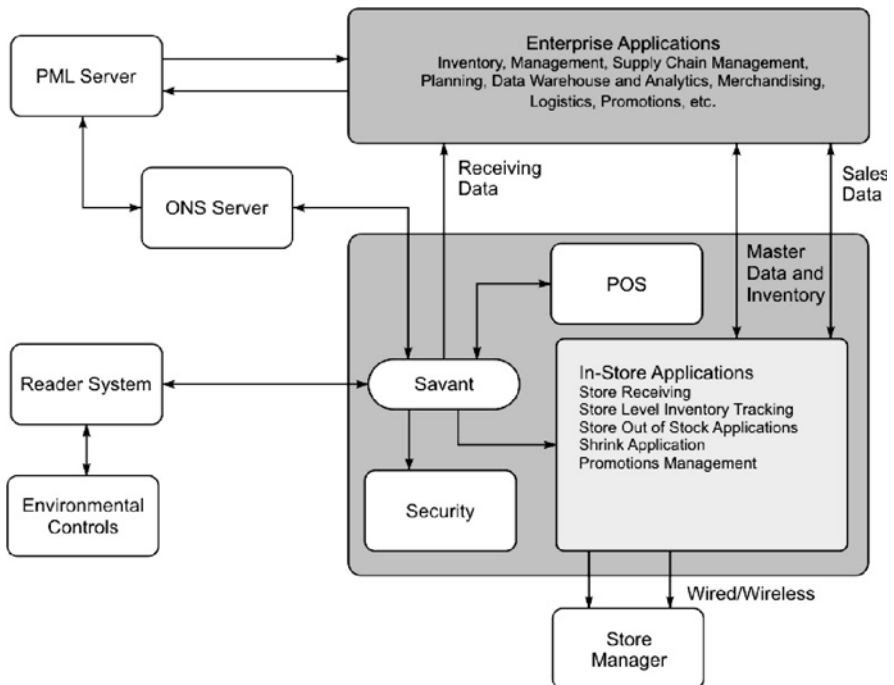 Enterprise Applications
Inventory, Management, Supply Chain Management,
Planning, Data Warehouse and Analytics, Merchandising,
Logistics, Promotions, etc.
PML Server
Receiving
Data
Sales
Data
ONS Server
Master
Data and
Inventory
POS
Reader System
Savant
In-Store Applications
Store Receiving
Store Level Inventory Tracking
Store Out of Stock Applications
Shrink Application
Promotions Management
Environmental
Controls
Security
Wired/Wireless
Store
Manager